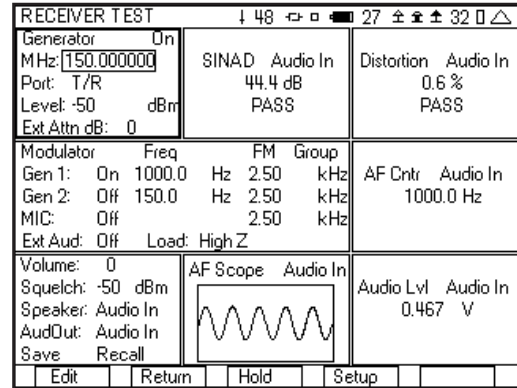 RECEIVER TEST 48 27 32
Generator On
MHz: 150.000000
Port: T/R
Level: -50 dBm
Ext Attn dB: 0
SINAD Audio In
44.4 dB
PASS
Distortion Audio In
0.6 %
PASS
Modulator Freq FM Group
Gen 1: On 1000.0 Hz 2.50 kHz
Gen 2: Off 150.0 Hz 2.50 kHz
MIC: Off 2.50 kHz
Ext Aud: Off Load: High Z
AF Cntr Audio In
1000.0 Hz
Volume: 0
Squelch: -50 dBm
Speaker: Audio In
AudOut: Audio In
Save Recall
AF Scope Audio In
Audio Lvl Audio In
0.467 V
Edit Return Hold Setup